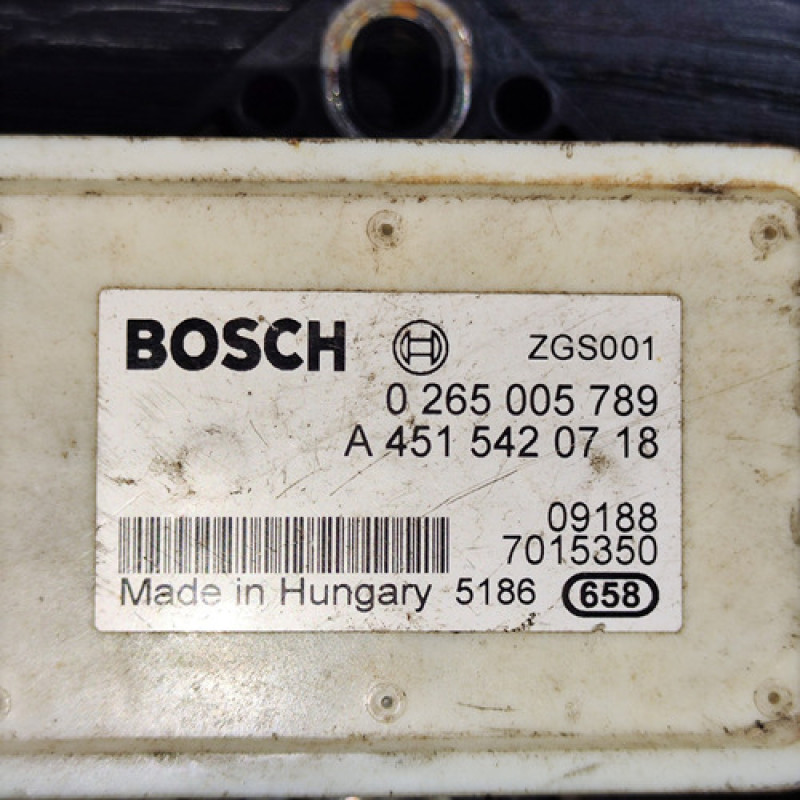 BOSCH ZGS001
0 265 005 789
A 451 542 07 18
09188
7015350
Made in Hungary 5186 658